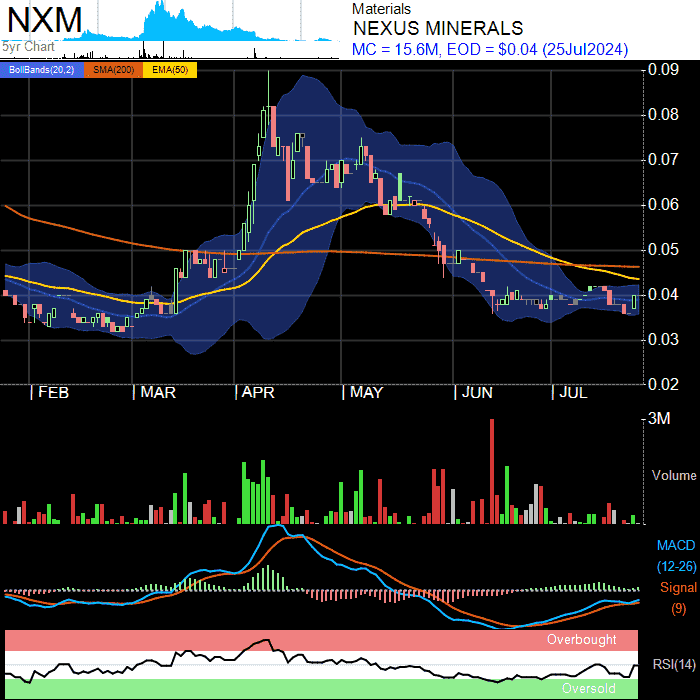 NXM
5yr Chart
Materials
NEXUS MINERALS
MC = 15.6M, EOD = $0.04 (25Jul2024)
BollBands(20,2) SMA(200) EMA(50)
0.09
0.08
0.07
0.06
0.05
0.04
0.03
0.02
FEB MAR APR MAY JUN JUL
3M
Volume
MACD
(12-26)
Signal
(9)
Overbought
RSI(14)
Oversold